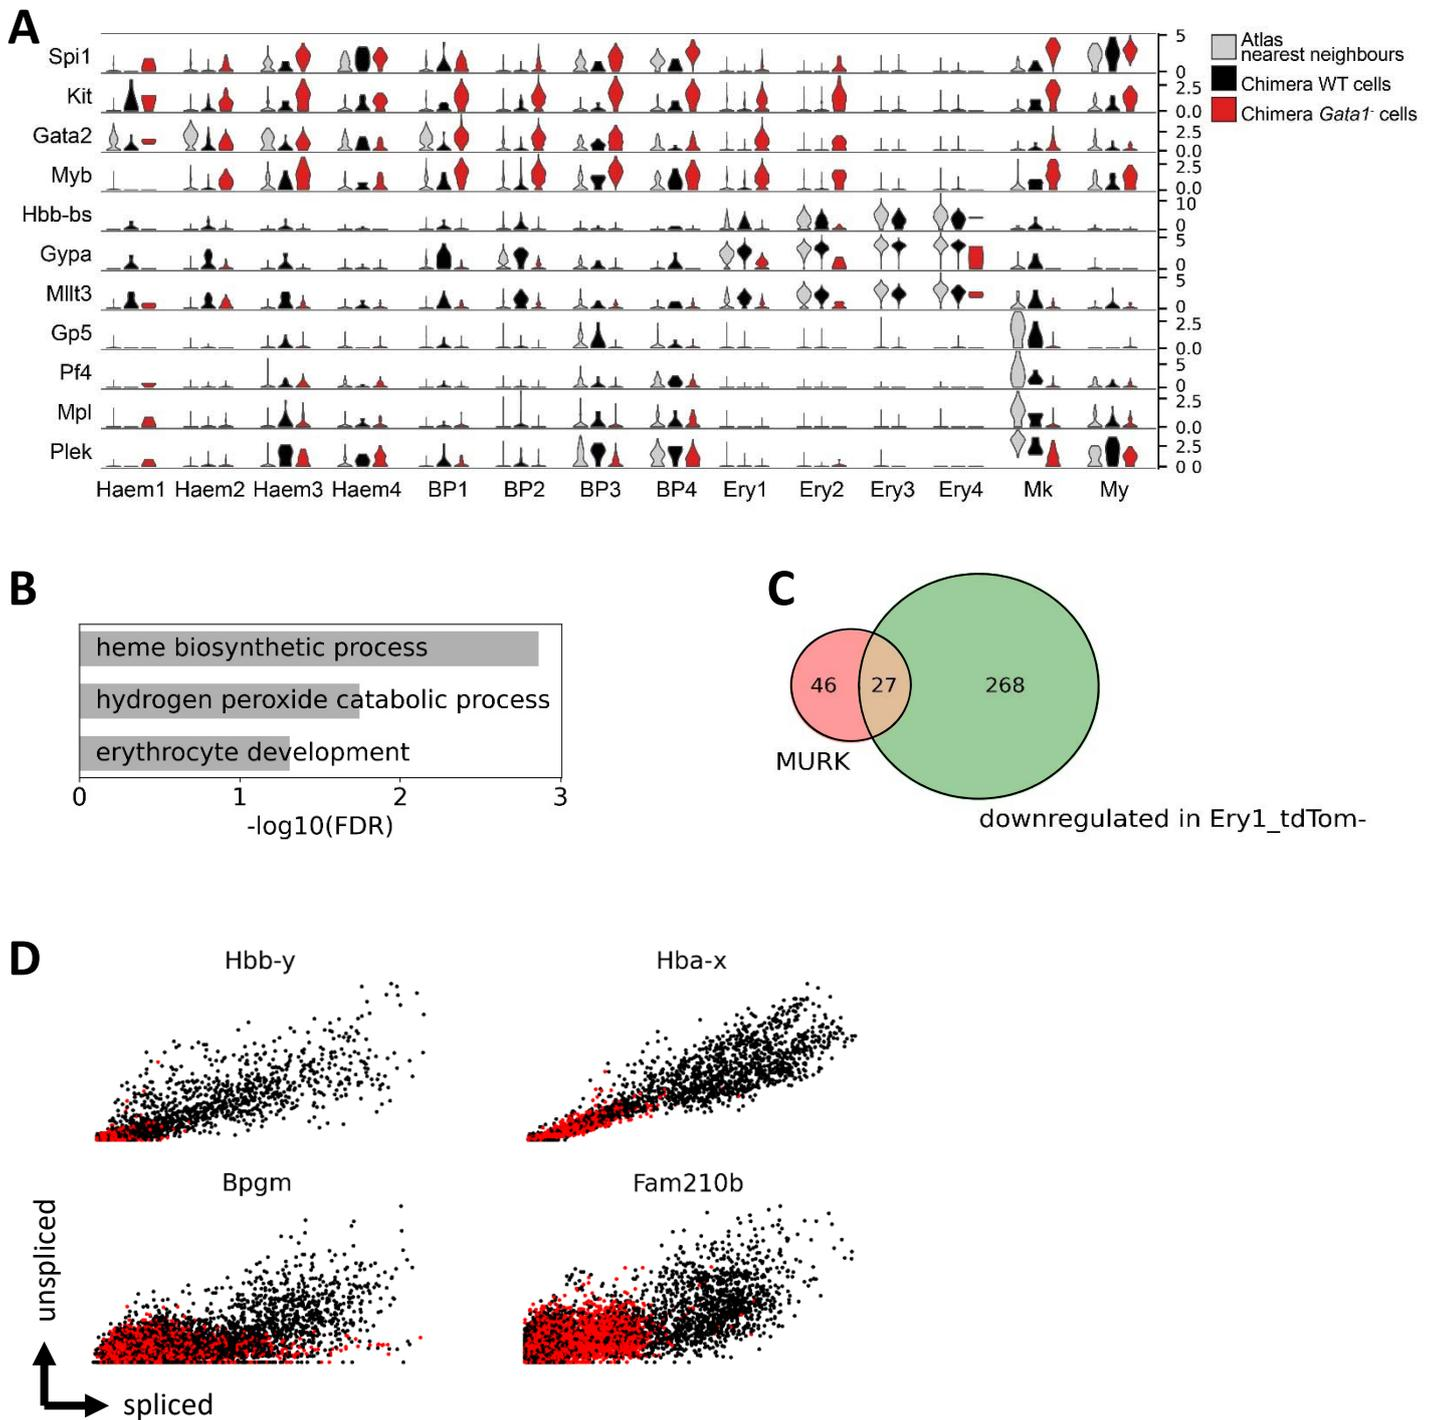 A
Spi1
5
0
Kit
2.5
0.0
Gata2
2.5
0.0
Myb
2.5
0.0
Hbb-bs
10
0
Gypa
5
0
Mllt3
5
0
Gp5
2.5
0.0
Pf4
5
0
Mpl
2.5
0.0
Plek
2.5
0 0
Haem1 Haem2 Haem3 Haem4 BP1 BP2 BP3 BP4 Ery1 Ery2 Ery3 Ery4 Mk My
Atlas
nearest neighbours
Chimera WT cells
Chimera Gata1- cells
B
heme biosynthetic process
hydrogen peroxide catabolic process
erythrocyte development
0 1 2 3
-log10(FDR)
C
46 27 268
MURK
downregulated in Ery1_tdTom-
D
Hbb-y
Hba-x
Bpgm
Fam210b
unspliced
spliced